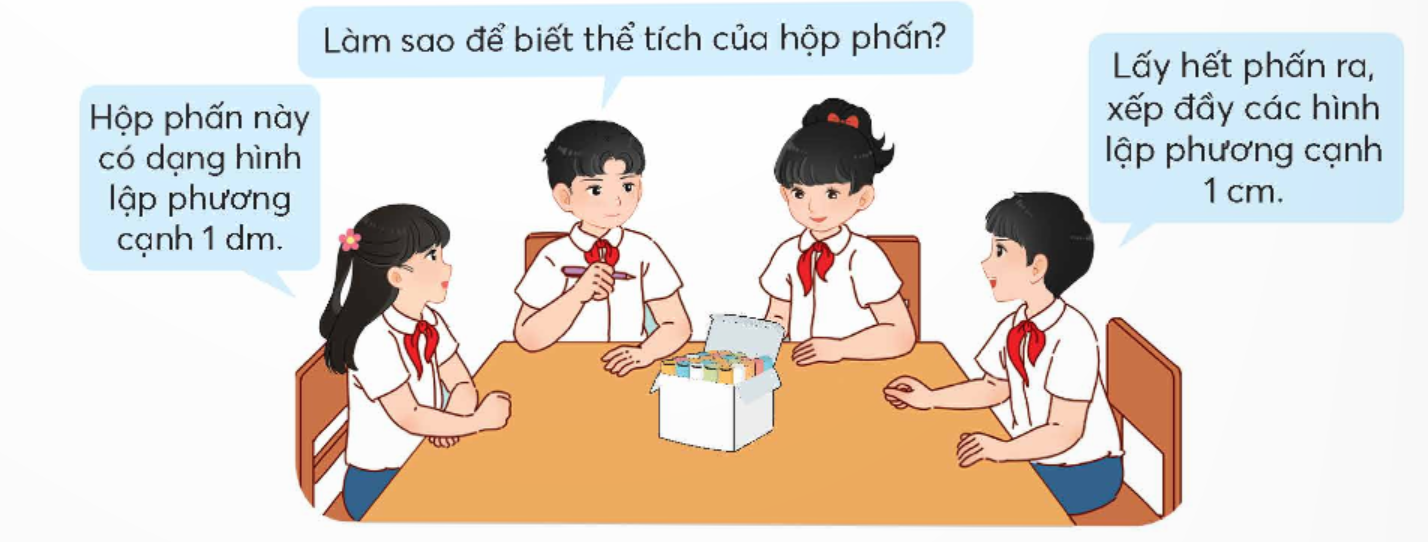 Làm sao để biết thể tích của hộp phấn?
Hộp phấn này
có dạng hình
lập phương
cạnh 1 dm.
Lấy hết phấn ra,
xếp đầy các hình
lập phương cạnh
1 cm.